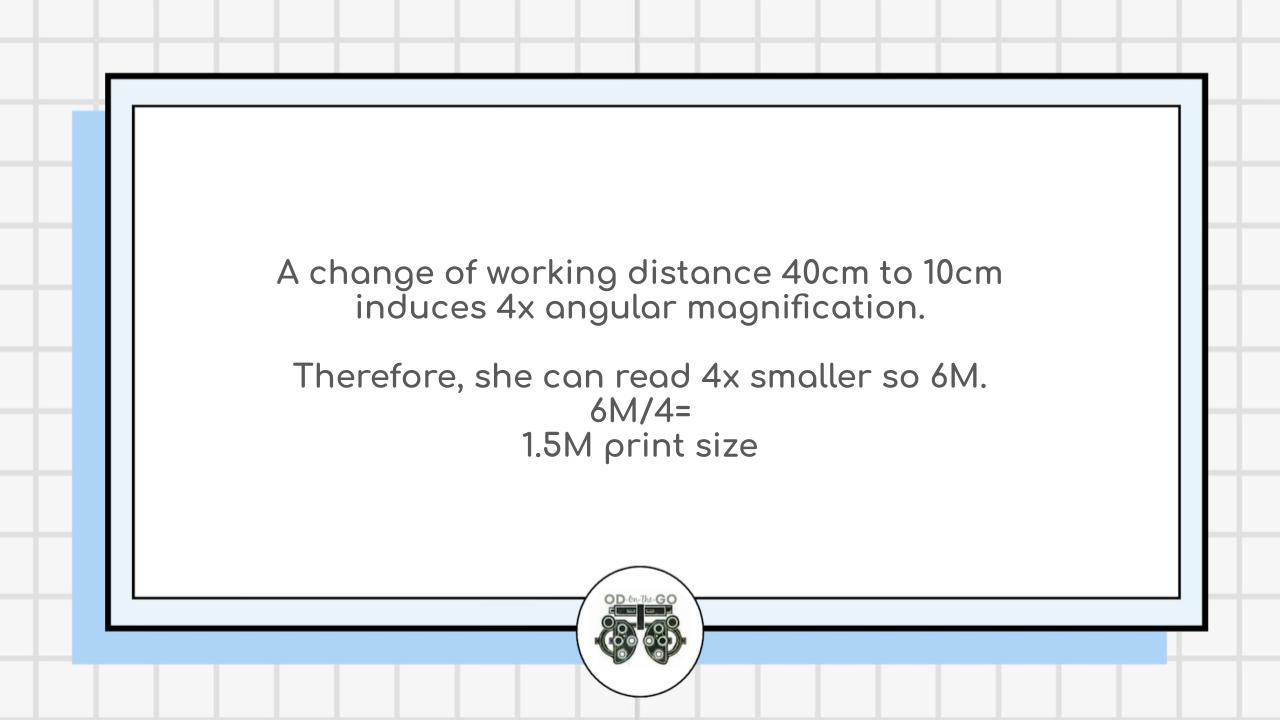 A change of working distance 40cm to 10cm
induces 4x angular magnification.
Therefore, she can read 4x smaller so 6M.
6M/4=
1.5M print size
OD-On-The-GO